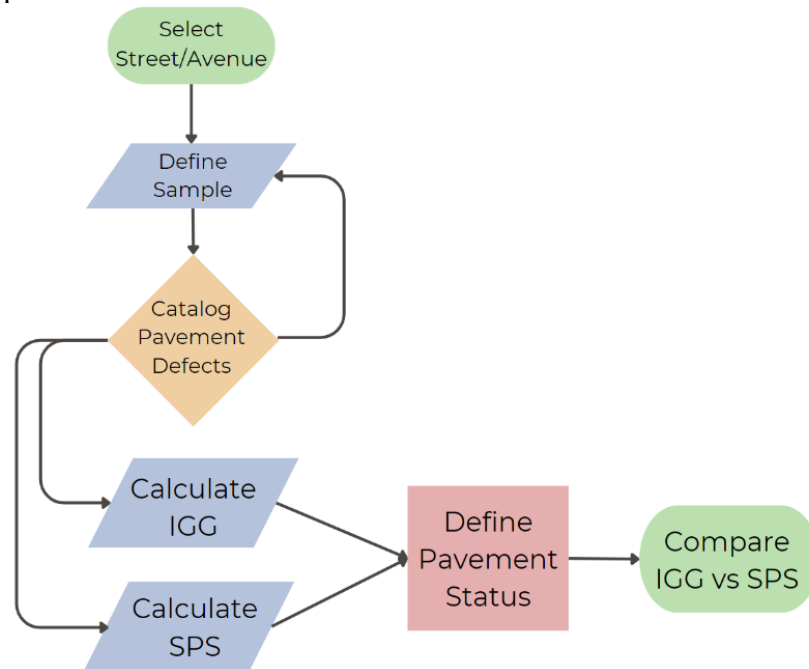 Select
Street/Avenue
Define
Sample
Catalog
Pavement
Defects
Calculate
IGG
Calculate
SPS
Define
Pavement
Status
Compare
IGG vs SPS